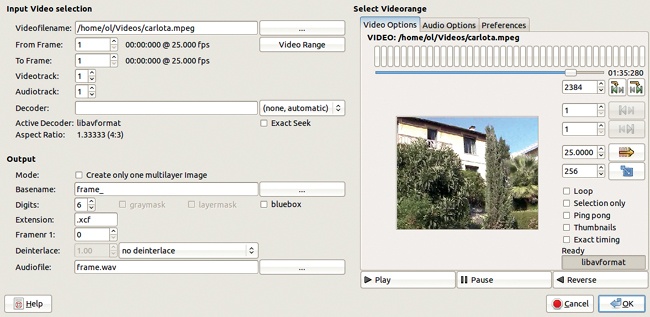 Input Video selection
Videofilename: /home/ol/Videos/carlota.mpeg ...
From Frame: 1 00:00:000 @ 25.000 fps Video Range
To Frame: 1 00:00:000 @ 25.000 fps
Videotrack: 1
Audiotrack: 1
Decoder: (none, automatic)
Active Decoder: libavformat Exact Seek
Aspect Ratio: 1.33333 (4:3)
Output
Mode: Create only one multilayer Image
Basename: frame_ ...
Digits: 6 graymask layermask bluebox
Extension: .xcf
Framenr 1: 0
Deinterlace: 1.00 no deinterlace
Audiofile: frame.wav ...
Help
Select Videorange
Video Options Audio Options Preferences
VIDEO: /home/ol/Videos/carlota.mpeg
01:35:280
2384
1
1
25.0000
256
Loop
Selection only
Ping pong
Thumbnails
Exact timing
Ready
libavformat
Play Pause Reverse
Cancel OK